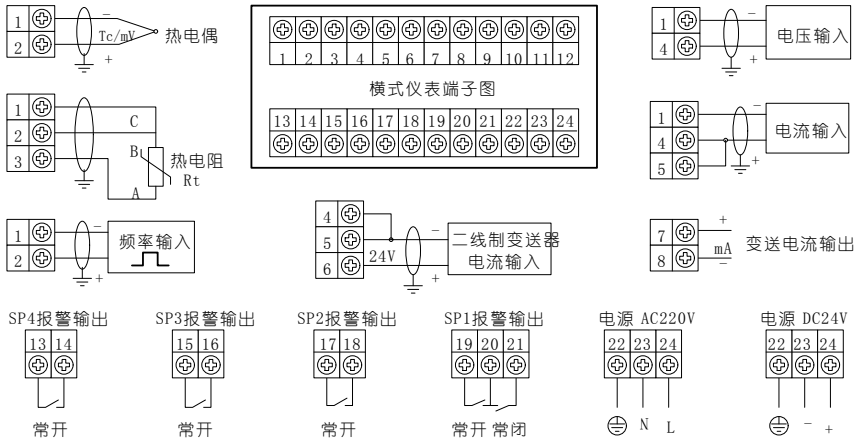 1 - Tc/mV 热电偶
2 +
1 2 3 4 5 6 7 8 9 10 11 12
横式仪表端子图
13 14 15 16 17 18 19 20 21 22 23 24
1 - 电压输入
4 +
1 C
2 B 热电阻
3 A Rt
1 - 电流输入
4 +
5
1 - 频率输入
2 +
4 - 二线制变送器
5 24V 电流输入
6 +
7 + mA 变送电流输出
8 -
SP4报警输出
13 14
常开
SP3报警输出
15 16
常开
SP2报警输出
17 18
常开
SP1报警输出
19 20 21
常开 常闭
电源 AC220V
22 23 24
N L
电源 DC24V
22 23 24
- +